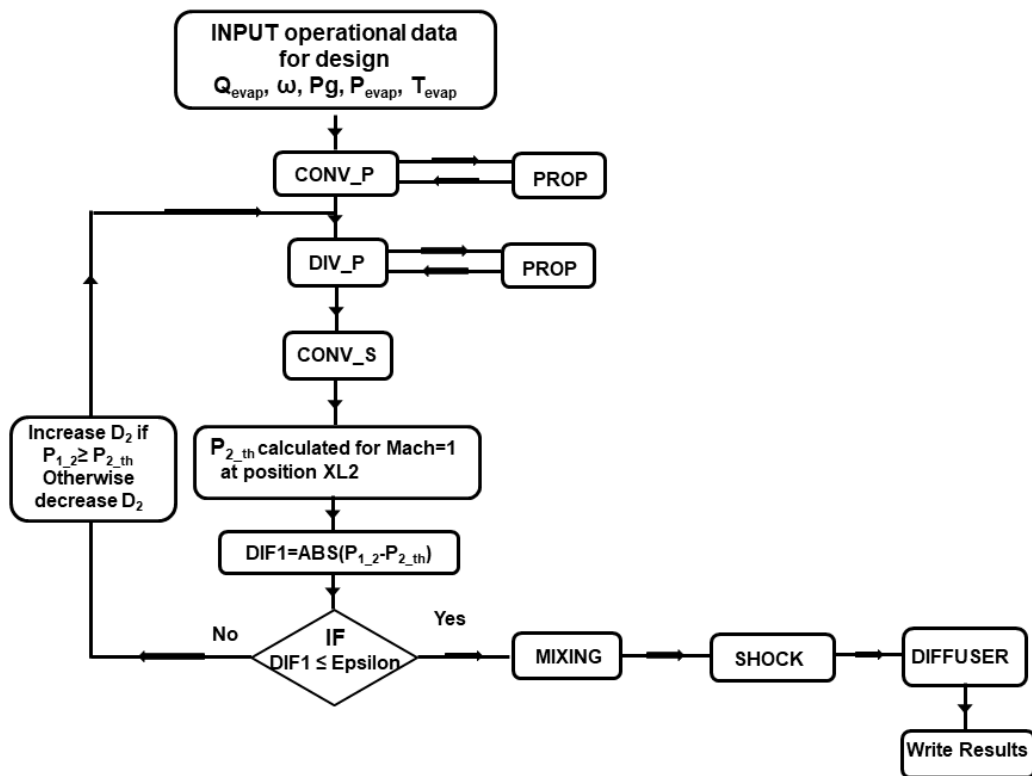 INPUT operational data
for design
Qevap, ω, Pg, Pevap, Tevap
CONV_P
PROP
DIV_P
PROP
CONV_S
P2_th calculated for Mach=1
at position XL2
Increase D2 if
P1_2≥ P2_th
Otherwise
decrease D2
DIF1=ABS(P1_2-P2_th)
No
IF
DIF1 ≤ Epsilon
Yes
MIXING
SHOCK
DIFFUSER
Write Results